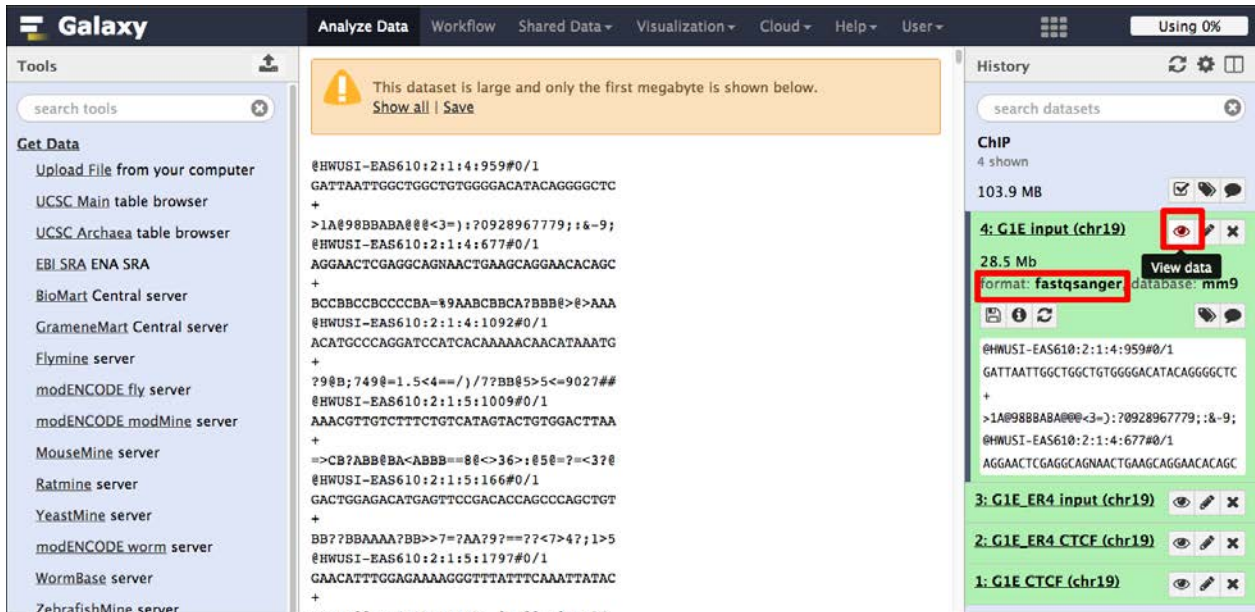 Galaxy
Analyze Data Workflow Shared Data Visualization Cloud Help User
Using 0%
Tools
search tools
Get Data
Upload File from your computer
UCSC Main table browser
UCSC Archaea table browser
EBI SRA ENA SRA
BioMart Central server
GrameneMart Central server
Flymine server
modENCODE fly server
modENCODE modMine server
MouseMine server
Ratmine server
YeastMine server
modENCODE worm server
WormBase server
ZebrafishMine server
This dataset is large and only the first megabyte is shown below.
Show all | Save
@HWUSI-EAS610:2:1:4:959#0/1
GATTAATTGGCTGGCTGTGGGGACATACAGGGGCTC
+
>1A@98BBABA@@@<3=):?0928967779;:&-9;
@HWUSI-EAS610:2:1:4:677#0/1
AGGAACTCGAGGCAGNAACTGAAGCAGGAACACAGC
+
BCCBBCCBCCCCBA=%9AABCBBCA?BBB@>@>AAA
@HWUSI-EAS610:2:1:4:1092#0/1
ACATGCCCAGGATCCATCACAAAAACAACATAAATG
+
?9@B;749@=1.5<4==/)/7?BB@5>5<=9027##
@HWUSI-EAS610:2:1:5:1009#0/1
AAACGTTGTCTTTCTGTCATAGTACTGTGGACTTAA
+
=>CB?ABB@BA<ABBB==8@<>36>:@5@=?=<3?@
@HWUSI-EAS610:2:1:5:166#0/1
GACTGGAGACATGAGTTCCGACACCAGCCCAGCTGT
+
BB??BBAAAA?BB>>7=?AA?9?==??<7>4?;1>5
@HWUSI-EAS610:2:1:5:1797#0/1
GAACATTTGGAGAAAAGGGTTTATTTCAAATTATAC
+
History
search datasets
ChIP
4 shown
103.9 MB
4: G1E input (chr19)
View data
28.5 Mb
format: fastqsanger, database: mm9
@HWUSI-EAS610:2:1:4:959#0/1
GATTAATTGGCTGGCTGTGGGGACATACAGGGGCTC
+
>1A@98BBABA@@@<3=):?0928967779;:&-9;
@HWUSI-EAS610:2:1:4:677#0/1
AGGAACTCGAGGCAGNAACTGAAGCAGGAACACAGC
3: G1E_ER4 input (chr19)
2: G1E_ER4 CTCF (chr19)
1: G1E CTCF (chr19)